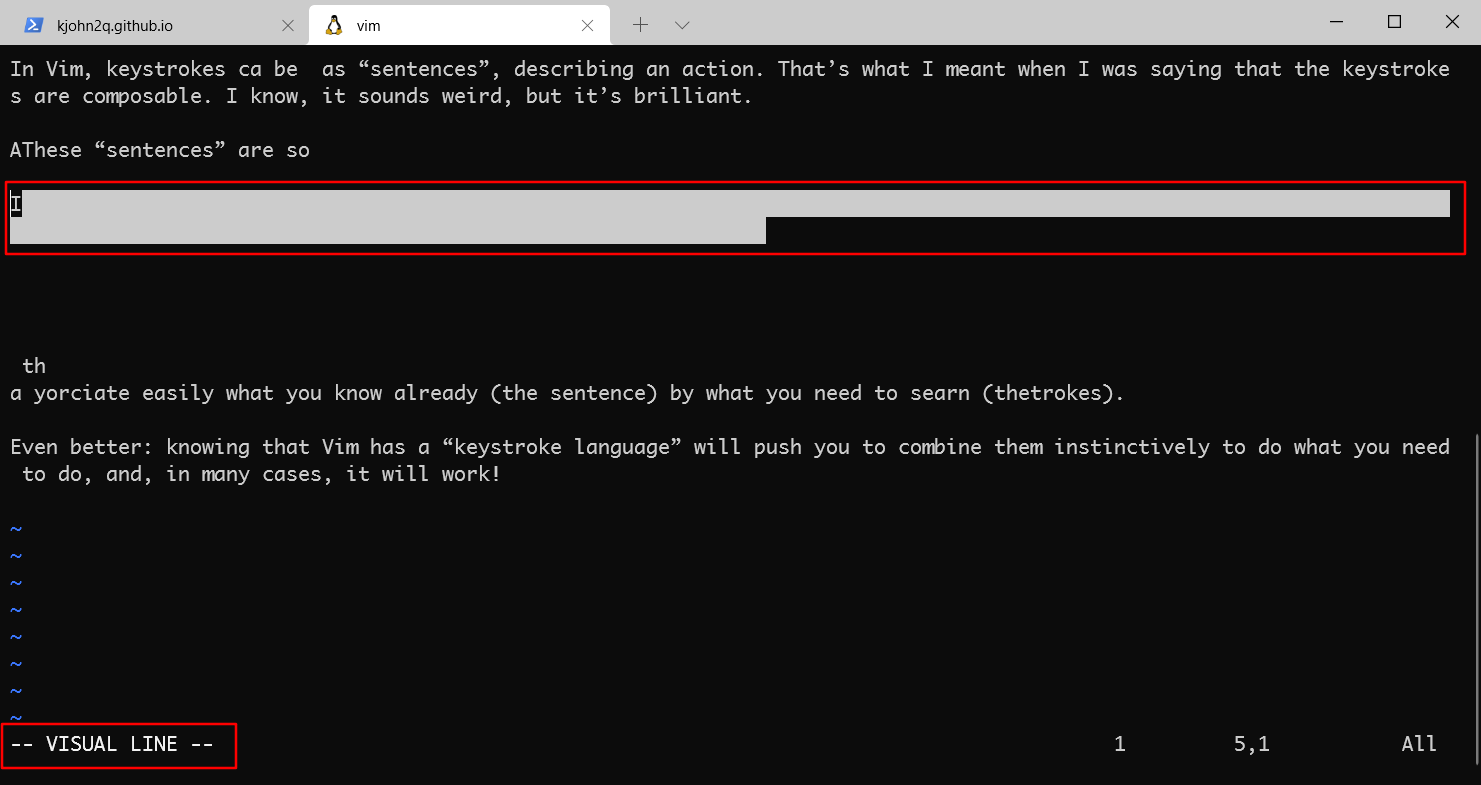 kjohn2q.github.io
vim
In Vim, keystrokes ca be  as “sentences”, describing an action. That’s what I meant when I was saying that the keystroke
s are composable. I know, it sounds weird, but it’s brilliant.
AThese “sentences” are so
I
th
a yorciate easily what you know already (the sentence) by what you need to searn (thetrokes).
Even better: knowing that Vim has a “keystroke language” will push you to combine them instinctively to do what you need
to do, and, in many cases, it will work!
~
~
~
~
~
~
~
~
-- VISUAL LINE -- 1 5,1 All